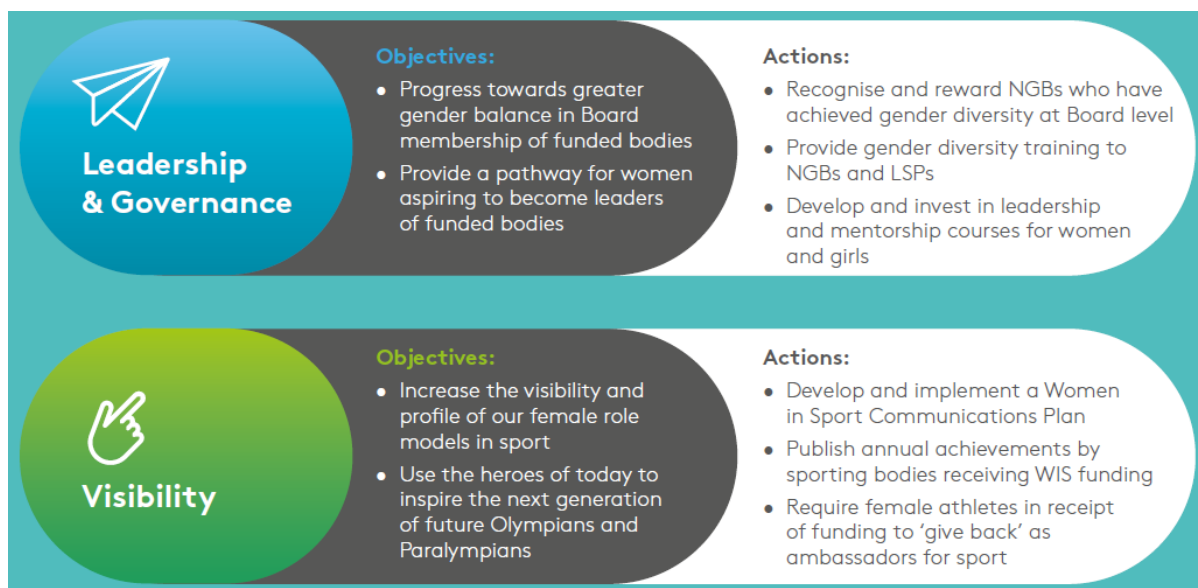 Leadership
& Governance
Objectives:
• Progress towards greater
gender balance in Board
membership of funded bodies
• Provide a pathway for women
aspiring to become leaders
of funded bodies
Actions:
• Recognise and reward NGBs who have
achieved gender diversity at Board level
• Provide gender diversity training to
NGBs and LSPs
• Develop and invest in leadership
and mentorship courses for women
and girls
Visibility
Objectives:
• Increase the visibility and
profile of our female role
models in sport
• Use the heroes of today to
inspire the next generation
of future Olympians and
Paralympians
Actions:
• Develop and implement a Women
in Sport Communications Plan
• Publish annual achievements by
sporting bodies receiving WIS funding
• Require female athletes in receipt
of funding to ‘give back’ as
ambassadors for sport